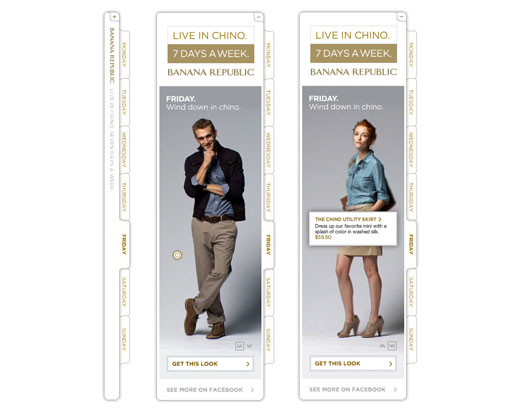 BANANA REPUBLIC LIVE IN CHINO. SEVEN DAYS A WEEK.
MONDAY
TUESDAY
WEDNESDAY
THURSDAY
FRIDAY
SATURDAY
SUNDAY
LIVE IN CHINO.
7 DAYS A WEEK.
BANANA REPUBLIC
FRIDAY.
Wind down in chino.
M W
GET THIS LOOK
SEE MORE ON FACEBOOK
MONDAY
TUESDAY
WEDNESDAY
THURSDAY
FRIDAY
SATURDAY
SUNDAY
LIVE IN CHINO.
7 DAYS A WEEK.
BANANA REPUBLIC
FRIDAY.
Wind down in chino.
THE CHINO UTILITY SKIRT
Dress up our favorite mini with a
splash of color in washed silk.
$59.50
M W
GET THIS LOOK
SEE MORE ON FACEBOOK
MONDAY
TUESDAY
WEDNESDAY
THURSDAY
FRIDAY
SATURDAY
SUNDAY